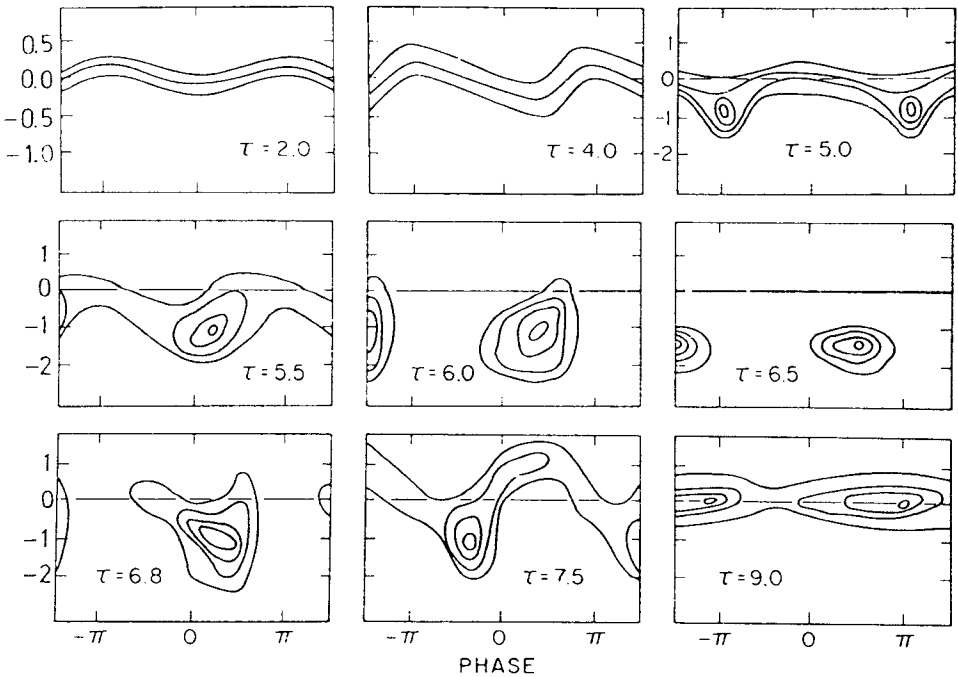 0.5
0.0
-0.5
-1.0
τ = 2.0
τ = 4.0
1
0
-1
-2
τ = 5.0
1
0
-1
-2
τ = 5.5
τ = 6.0
τ = 6.5
1
0
-1
-2
τ = 6.8
τ = 7.5
τ = 9.0
-π 0 π -π 0 π -π 0 π
PHASE